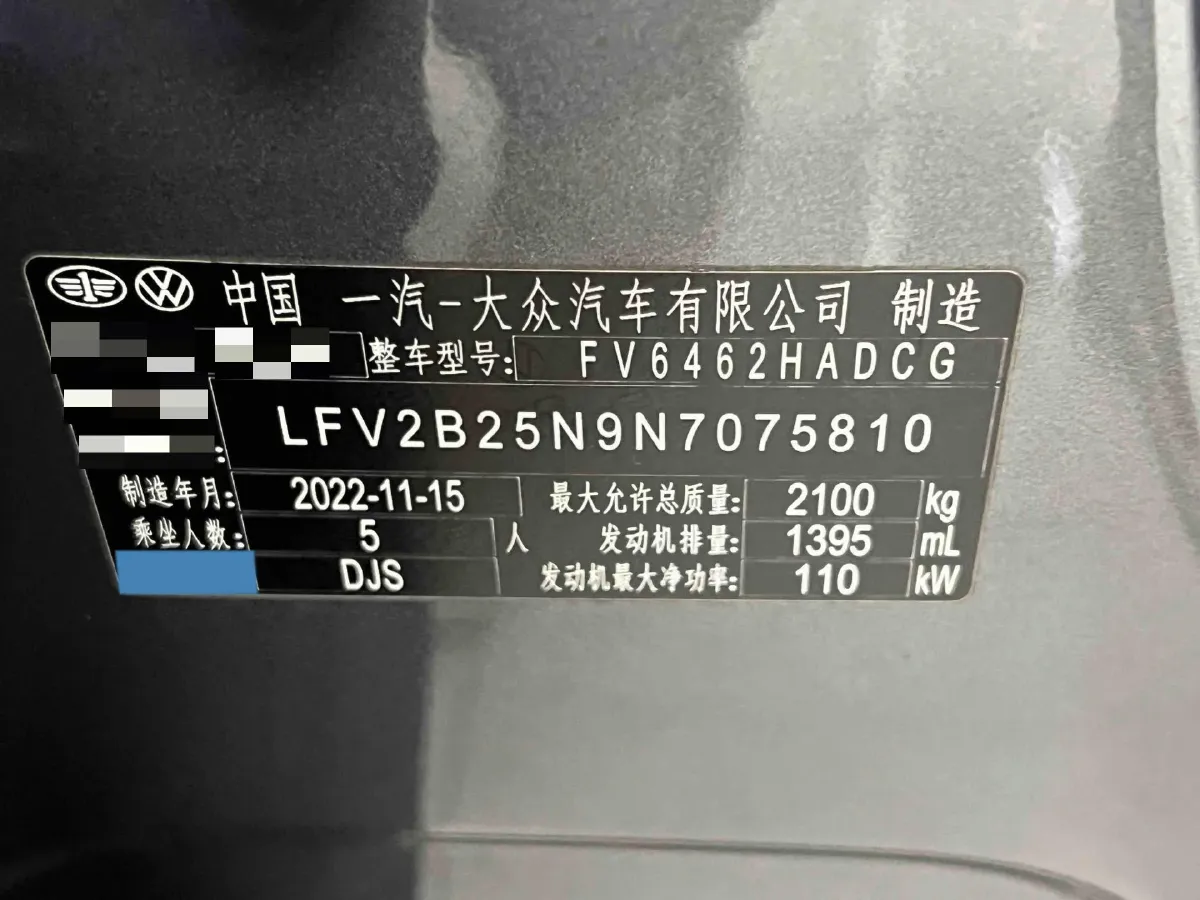 中国 一汽-大众汽车有限公司 制造
整车型号: FV6462HADCG
: LFV2B25N9N7075810
制造年月: 2022-11-15 最大允许总质量: 2100 kg
乘坐人数: 5 人 发动机排量: 1395 mL
DJS 发动机最大净功率: 110 kW